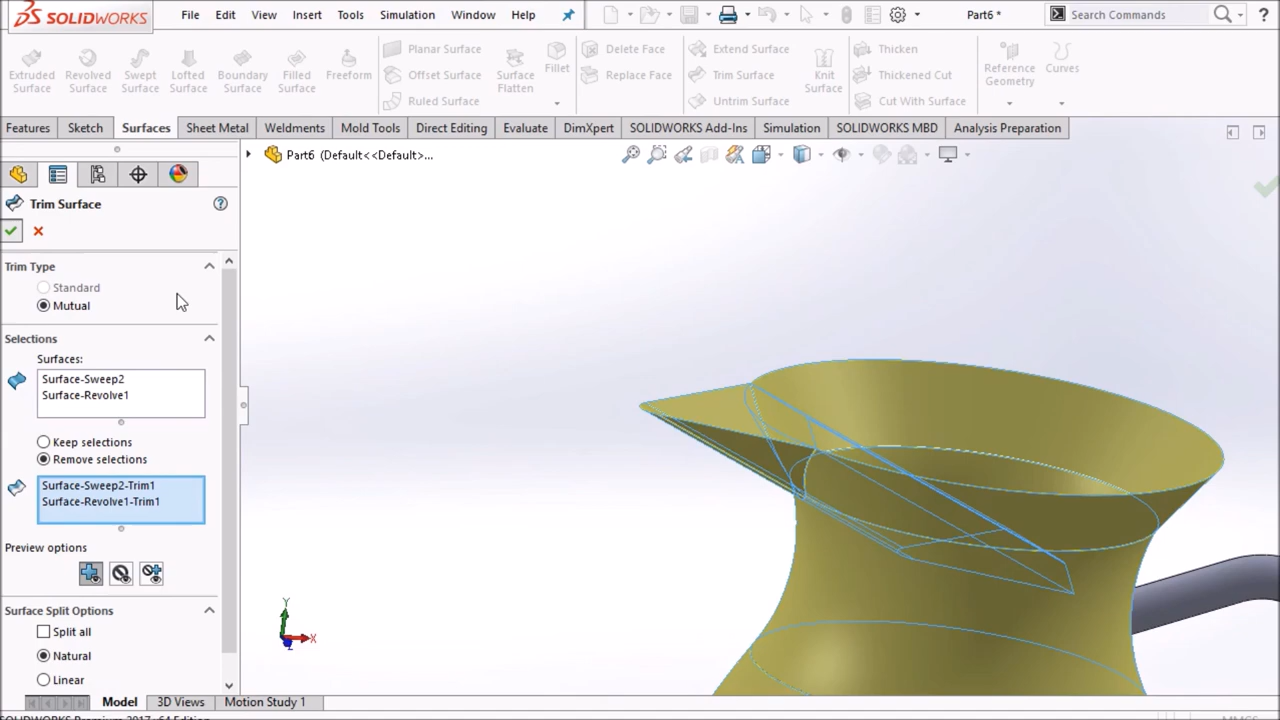 SOLIDWORKS File Edit View Insert Tools Simulation Window Help Part6 * Search Commands ?
Extruded Surface Revolved Surface Swept Surface Lofted Surface Boundary Surface Filled Surface Freeform Planar Surface Offset Surface Ruled Surface Surface Flatten Fillet Delete Face Replace Face Extend Surface Trim Surface Untrim Surface Knit Surface Thicken Thickened Cut Cut With Surface Reference Geometry Curves
Features Sketch Surfaces Sheet Metal Weldments Mold Tools Direct Editing Evaluate DimXpert SOLIDWORKS Add-Ins Simulation SOLIDWORKS MBD Analysis Preparation
Part6 (Default<<Default>...
Trim Surface
Trim Type
Standard
Mutual
Selections
Surfaces:
Surface-Sweep2
Surface-Revolve1
Keep selections
Remove selections
Surface-Sweep2-Trim1
Surface-Revolve1-Trim1
Preview options
Surface Split Options
Split all
Natural
Linear
Y
X
Z
Model 3D Views Motion Study 1
SOLIDWORKS Premium 2017 x64 Edition MMGS